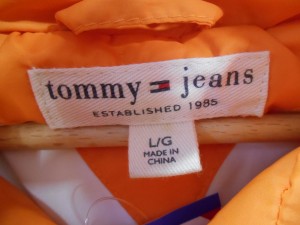 tommy jeans
ESTABLISHED 1985
L/G
MADE IN
CHINA